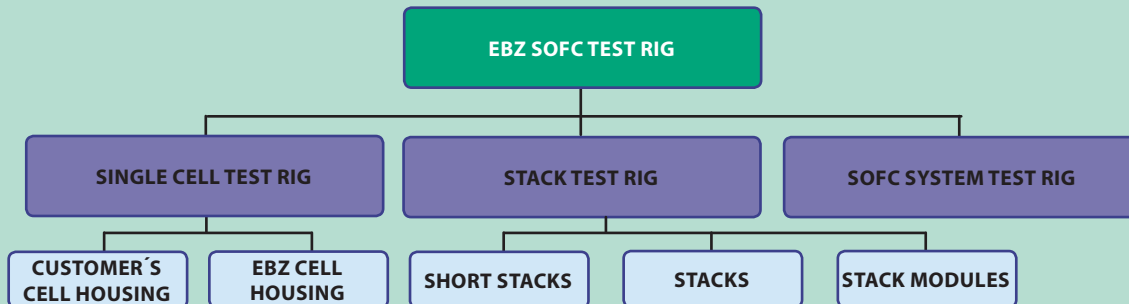 EBZ SOFC TEST RIG
SINGLE CELL TEST RIG
STACK TEST RIG
SOFC SYSTEM TEST RIG
CUSTOMER´S
CELL HOUSING
EBZ CELL
HOUSING
SHORT STACKS
STACKS
STACK MODULES